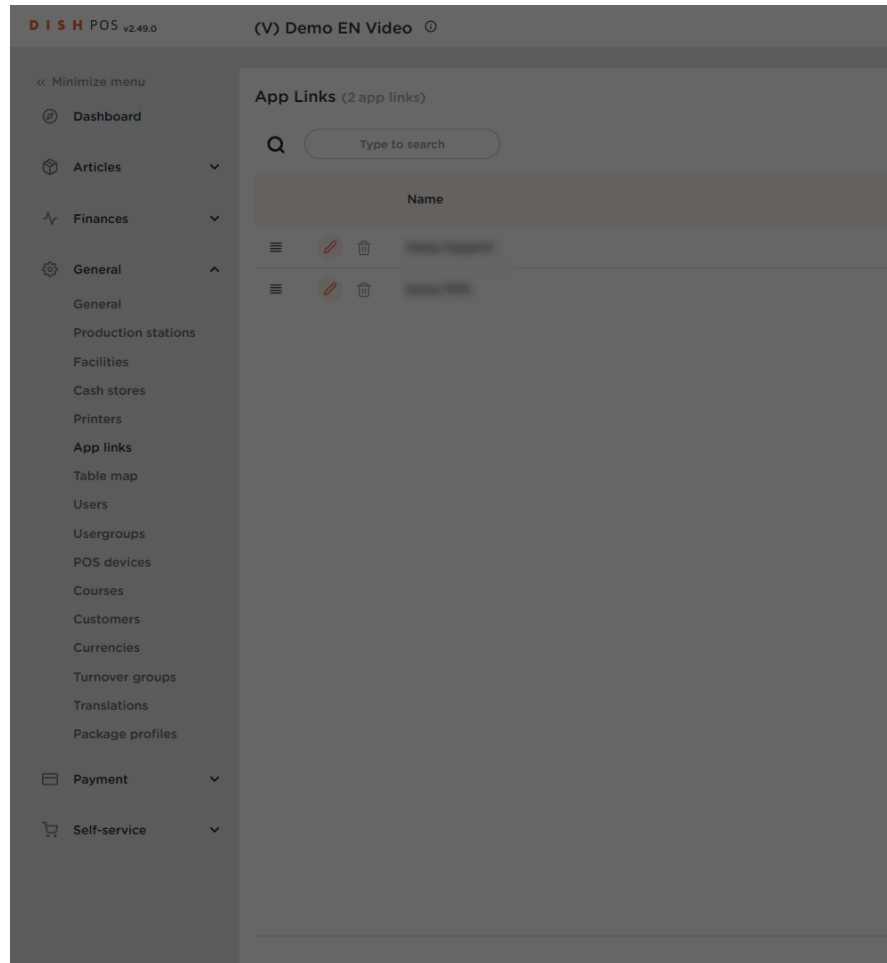 DISH POS v2.49.0
(V) Demo EN Video
« Minimize menu
Dashboard
Articles
Finances
General
General
Production stations
Facilities
Cash stores
Printers
App links
Table map
Users
Usergroups
POS devices
Courses
Customers
Currencies
Turnover groups
Translations
Package profiles
Payment
Self-service
App Links (2 app links)
Type to search
Name